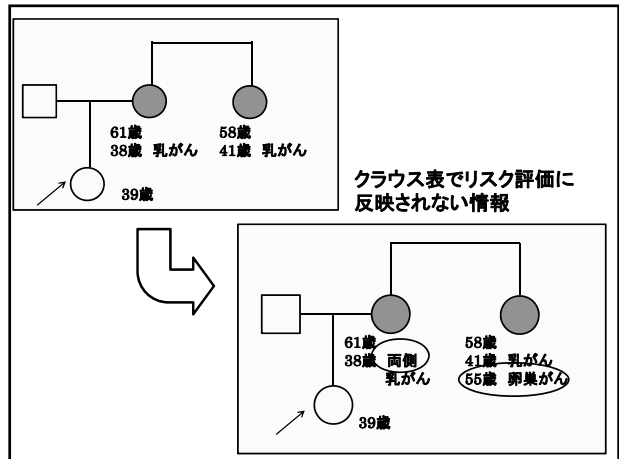 61歳
38歳 乳がん
58歳
41歳 乳がん
39歳
クラウス表でリスク評価に
反映されない情報
61歳
38歳 両側
乳がん
58歳
41歳 乳がん
55歳 卵巣がん
39歳